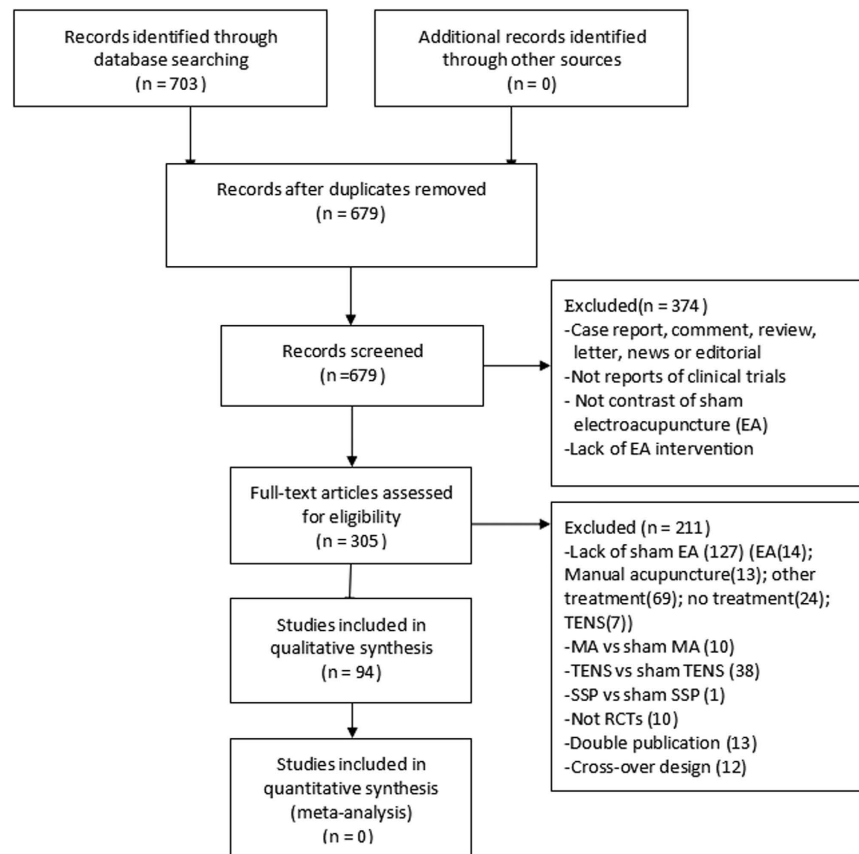 Records identified through
database searching
(n = 703)
Additional records identified
through other sources
(n = 0)
Records after duplicates removed
(n = 679)
Records screened
(n =679)
Excluded(n = 374 )
-Case report, comment, review,
letter, news or editorial
-Not reports of clinical trials
- Not contrast of sham
electroacupuncture (EA)
-Lack of EA intervention
Full-text articles assessed
for eligibility
(n = 305)
Excluded (n = 211)
-Lack of sham EA (127) (EA(14);
Manual acupuncture(13); other
treatment(69); no treatment(24);
TENS(7))
-MA vs sham MA (10)
-TENS vs sham TENS (38)
-SSP vs sham SSP (1)
-Not RCTs (10)
-Double publication (13)
-Cross-over design (12)
Studies included in
qualitative synthesis
(n = 94)
Studies included in
quantitative synthesis
(meta-analysis)
(n = 0)